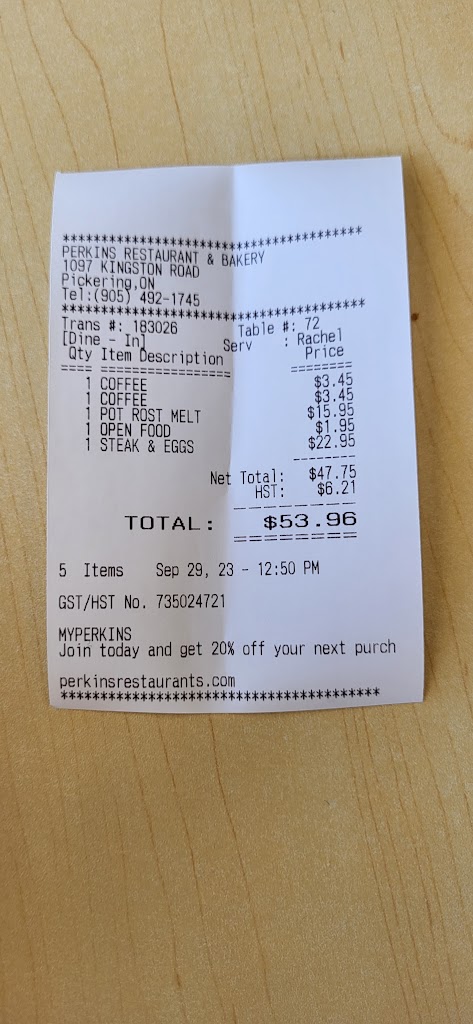 ****************************************
PERKINS RESTAURANT & BAKERY
1097 KINGSTON ROAD
Pickering,ON
Tel:(905) 492-1745
****************************************
Trans #: 183026 Table #: 72
[Dine - In] Serv : Rachel
Qty Item Description Price
==== ================= ========
1 COFFEE $3.45
1 COFFEE $3.45
1 POT ROST MELT $15.95
1 OPEN FOOD $1.95
1 STEAK & EGGS $22.95
--------
Net Total: $47.75
HST: $6.21
--------
TOTAL: $53.96
========
5 Items Sep 29, 23 - 12:50 PM
GST/HST No. 735024721
MYPERKINS
Join today and get 20% off your next purch
perkinsrestaurants.com
****************************************